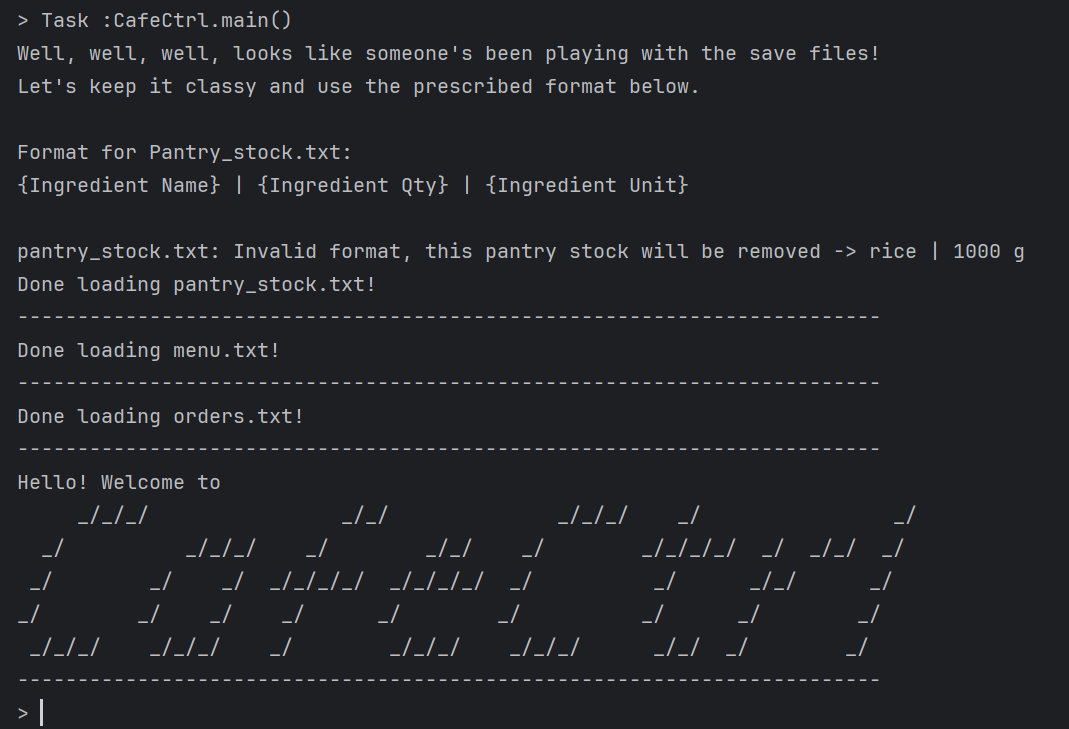 > Task :CafeCtrl.main()
Well, well, well, looks like someone's been playing with the save files!
Let's keep it classy and use the prescribed format below.
Format for Pantry_stock.txt:
{Ingredient Name} | {Ingredient Qty} | {Ingredient Unit}
pantry_stock.txt: Invalid format, this pantry stock will be removed -> rice | 1000 g
Done loading pantry_stock.txt!
------------------------------------------------------------------------
Done loading menu.txt!
------------------------------------------------------------------------
Done loading orders.txt!
------------------------------------------------------------------------
Hello! Welcome to
     _/_/_/                _/_/              _/_/_/    _/                _/
  _/          _/_/_/    _/        _/_/    _/        _/_/_/_/  _/  _/_/  _/
 _/        _/    _/  _/_/_/_/  _/_/_/_/  _/          _/      _/_/      _/
_/        _/    _/    _/      _/        _/          _/      _/        _/
 _/_/_/    _/_/_/    _/        _/_/_/    _/_/_/      _/_/  _/        _/
------------------------------------------------------------------------
>